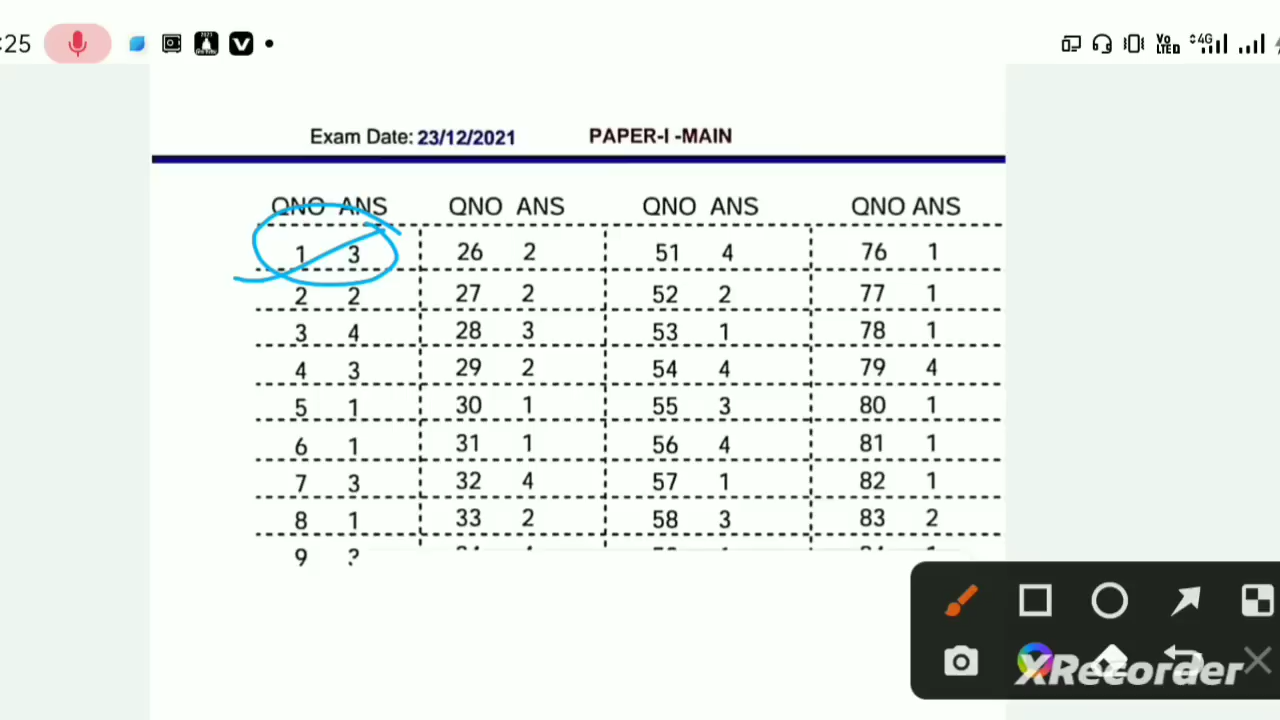 :25
Vo LTE 4G
Exam Date: 23/12/2021 PAPER-I -MAIN
QNO ANS QNO ANS QNO ANS QNO ANS
1 3 26 2 51 4 76 1
2 2 27 2 52 2 77 1
3 4 28 3 53 1 78 1
4 3 29 2 54 4 79 4
5 1 30 1 55 3 80 1
6 1 31 1 56 4 81 1
7 3 32 4 57 1 82 1
8 1 33 2 58 3 83 2
9
XRecorder